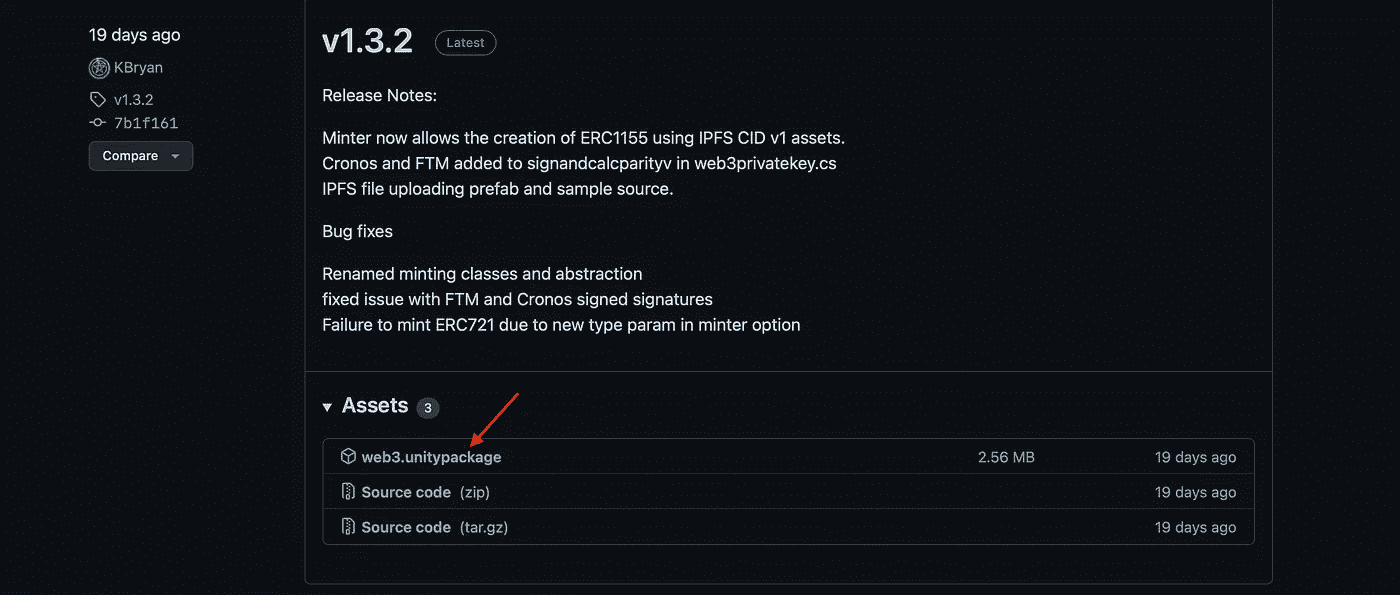 19 days ago
KBryan
v1.3.2
7b1f161
Compare
v1.3.2 Latest
Release Notes:
Minter now allows the creation of ERC1155 using IPFS CID v1 assets.
Cronos and FTM added to signandcalcparityv in web3privatekey.cs
IPFS file uploading prefab and sample source.
Bug fixes
Renamed minting classes and abstraction
fixed issue with FTM and Cronos signed signatures
Failure to mint ERC721 due to new type param in minter option
Assets 3
web3.unitypackage 2.56 MB 19 days ago
Source code (zip) 19 days ago
Source code (tar.gz) 19 days ago